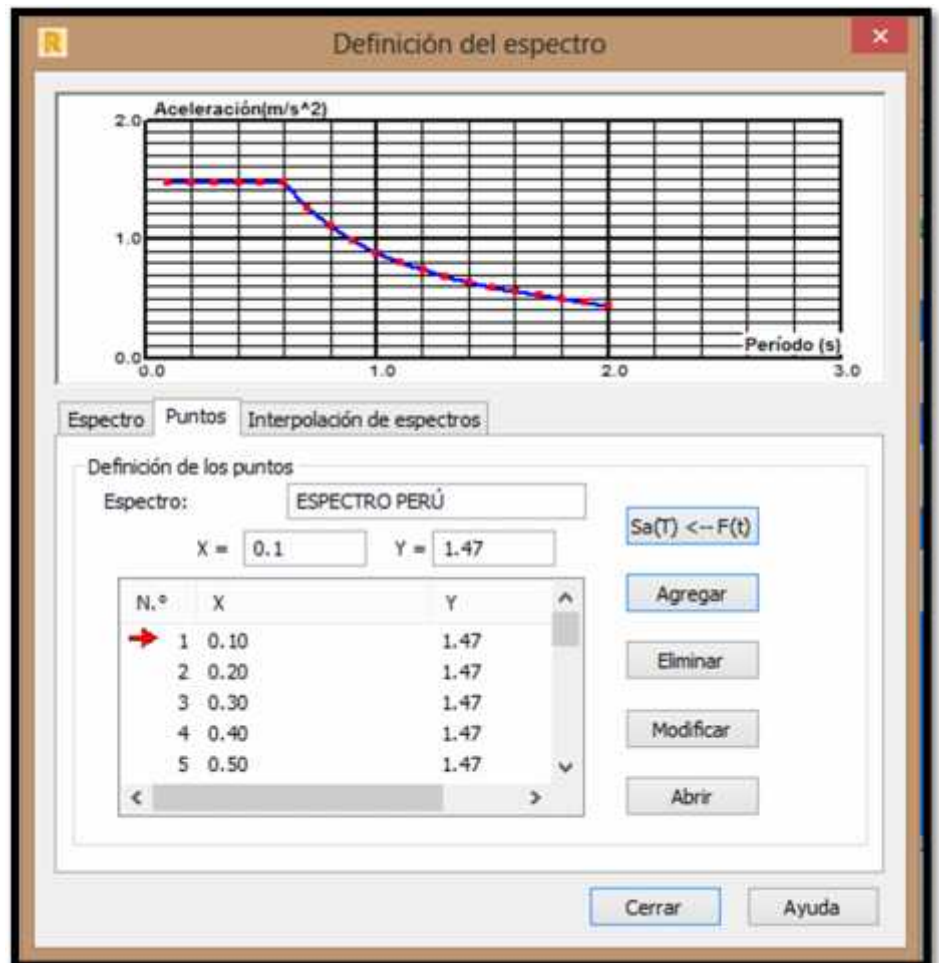 R
Definición del espectro
Aceleración(m/s^2)
2.0
1.0
0.0
0.0 1.0 2.0 3.0
Período (s)
Espectro Puntos Interpolación de espectros
Definición de los puntos
Espectro: ESPECTRO PERÚ
X = 0.1 Y = 1.47
Sa(T) <-- F(t)
N.º X Y
1 0.10 1.47
2 0.20 1.47
3 0.30 1.47
4 0.40 1.47
5 0.50 1.47
Agregar
Eliminar
Modificar
Abrir
Cerrar Ayuda